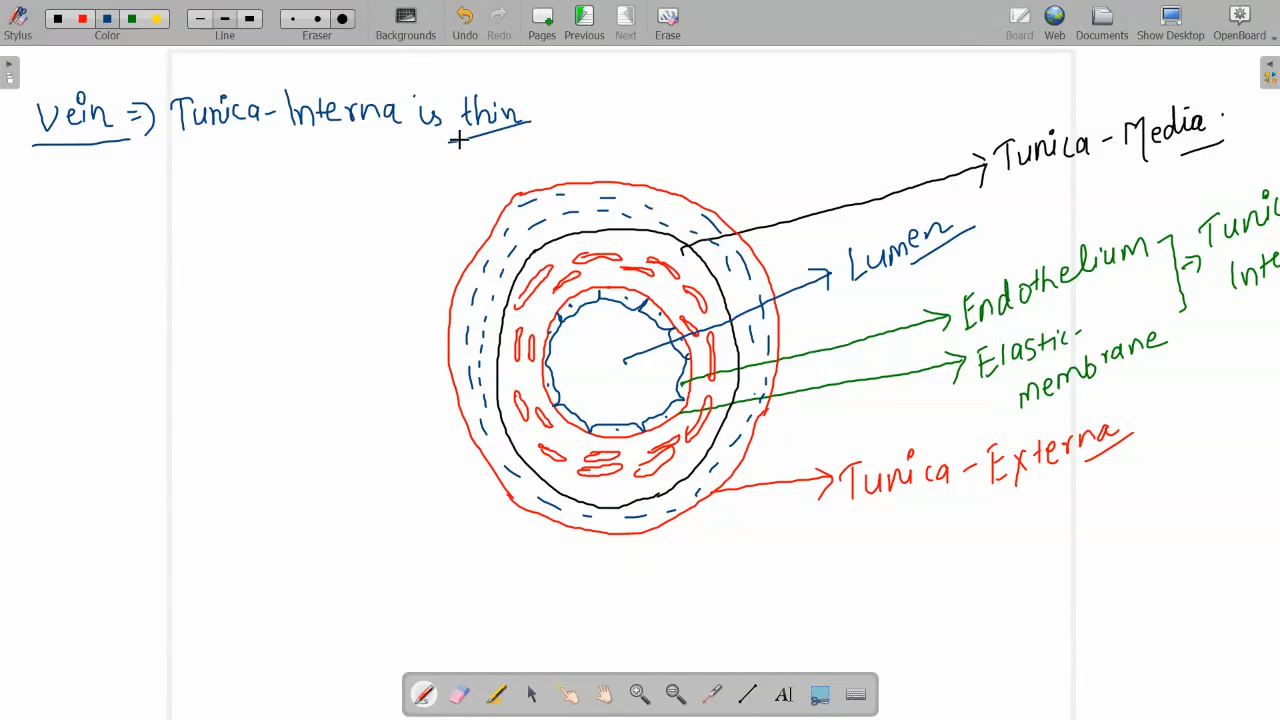 Stylus
Color
Line
Eraser
Backgrounds
Undo
Redo
Pages
Previous
Next
Erase
Board
Web
Documents
Show Desktop
OpenBoard
Vein => Tunica-Interna is thin
Tunica - Media
Lumen
Endothelium
Elastic-
membrane
Tunica - Externa